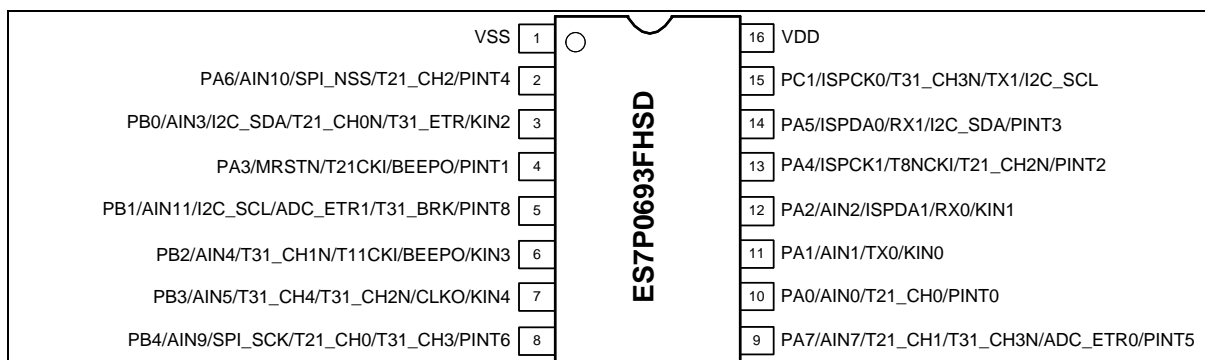 VSS 1 16 VDD
PA6/AIN10/SPI_NSS/T21_CH2/PINT4 2 15 PC1/ISPCK0/T31_CH3N/TX1/I2C_SCL
PB0/AIN3/I2C_SDA/T21_CH0N/T31_ETR/KIN2 3 14 PA5/ISPDA0/RX1/I2C_SDA/PINT3
PA3/MRSTN/T21CKI/BEEPO/PINT1 4 13 PA4/ISPCK1/T8NCKI/T21_CH2N/PINT2
PB1/AIN11/I2C_SCL/ADC_ETR1/T31_BRK/PINT8 5 12 PA2/AIN2/ISPDA1/RX0/KIN1
PB2/AIN4/T31_CH1N/T11CKI/BEEPO/KIN3 6 11 PA1/AIN1/TX0/KIN0
PB3/AIN5/T31_CH4/T31_CH2N/CLKO/KIN4 7 10 PA0/AIN0/T21_CH0/PINT0
PB4/AIN9/SPI_SCK/T21_CH0/T31_CH3/PINT6 8 9 PA7/AIN7/T21_CH1/T31_CH3N/ADC_ETR0/PINT5
ES7P0693FHSD